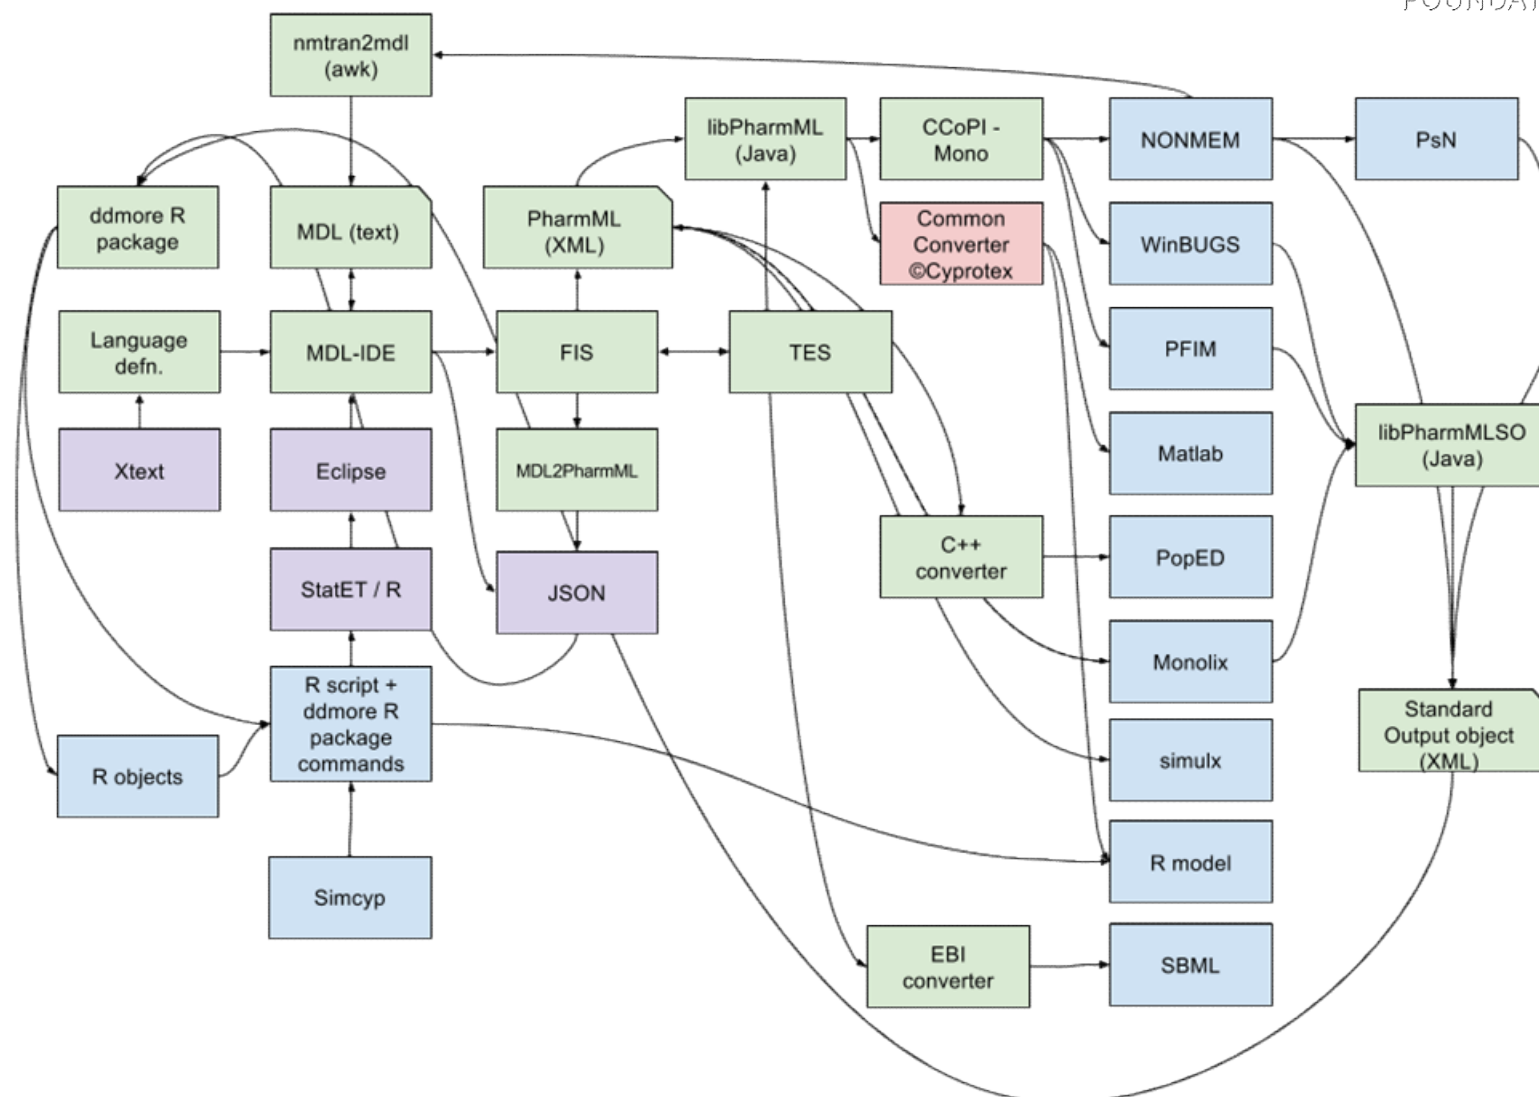 nmtran2mdl
(awk)
libPharmML
(Java)
CCoPI -
Mono
NONMEM
PsN
ddmore R
package
MDL (text)
PharmML
(XML)
Common
Converter
©Cyprotex
WinBUGS
Language
defn.
MDL-IDE
FIS
TES
PFIM
Xtext
Eclipse
MDL2PharmML
Matlab
libPharmMLSO
(Java)
StatET / R
JSON
C++
converter
PopED
R script +
ddmore R
package
commands
Monolix
Standard
Output object
(XML)
R objects
simulx
Simcyp
R model
EBI
converter
SBML